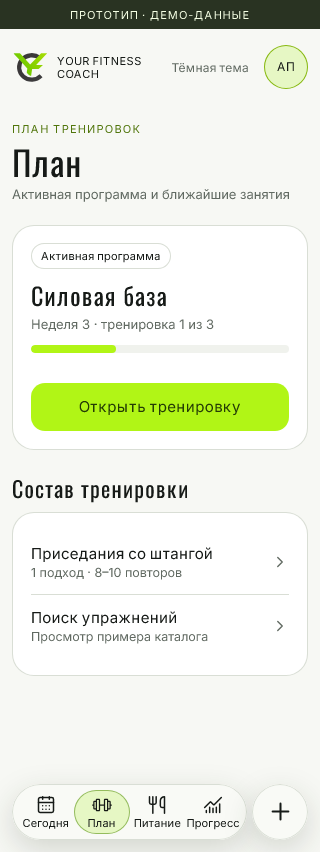 ПРОТОТИП · ДЕМО-ДАННЫЕ
YOUR FITNESS
COACH
Тёмная тема
АП
ПЛАН ТРЕНИРОВОК
План
Активная программа и ближайшие занятия
Активная программа
Силовая база
Неделя 3 · тренировка 1 из 3
Открыть тренировку
Состав тренировки
Приседания со штангой
1 подход · 8–10 повторов
Поиск упражнений
Просмотр примера каталога
Сегодня
План
Питание
Прогресс